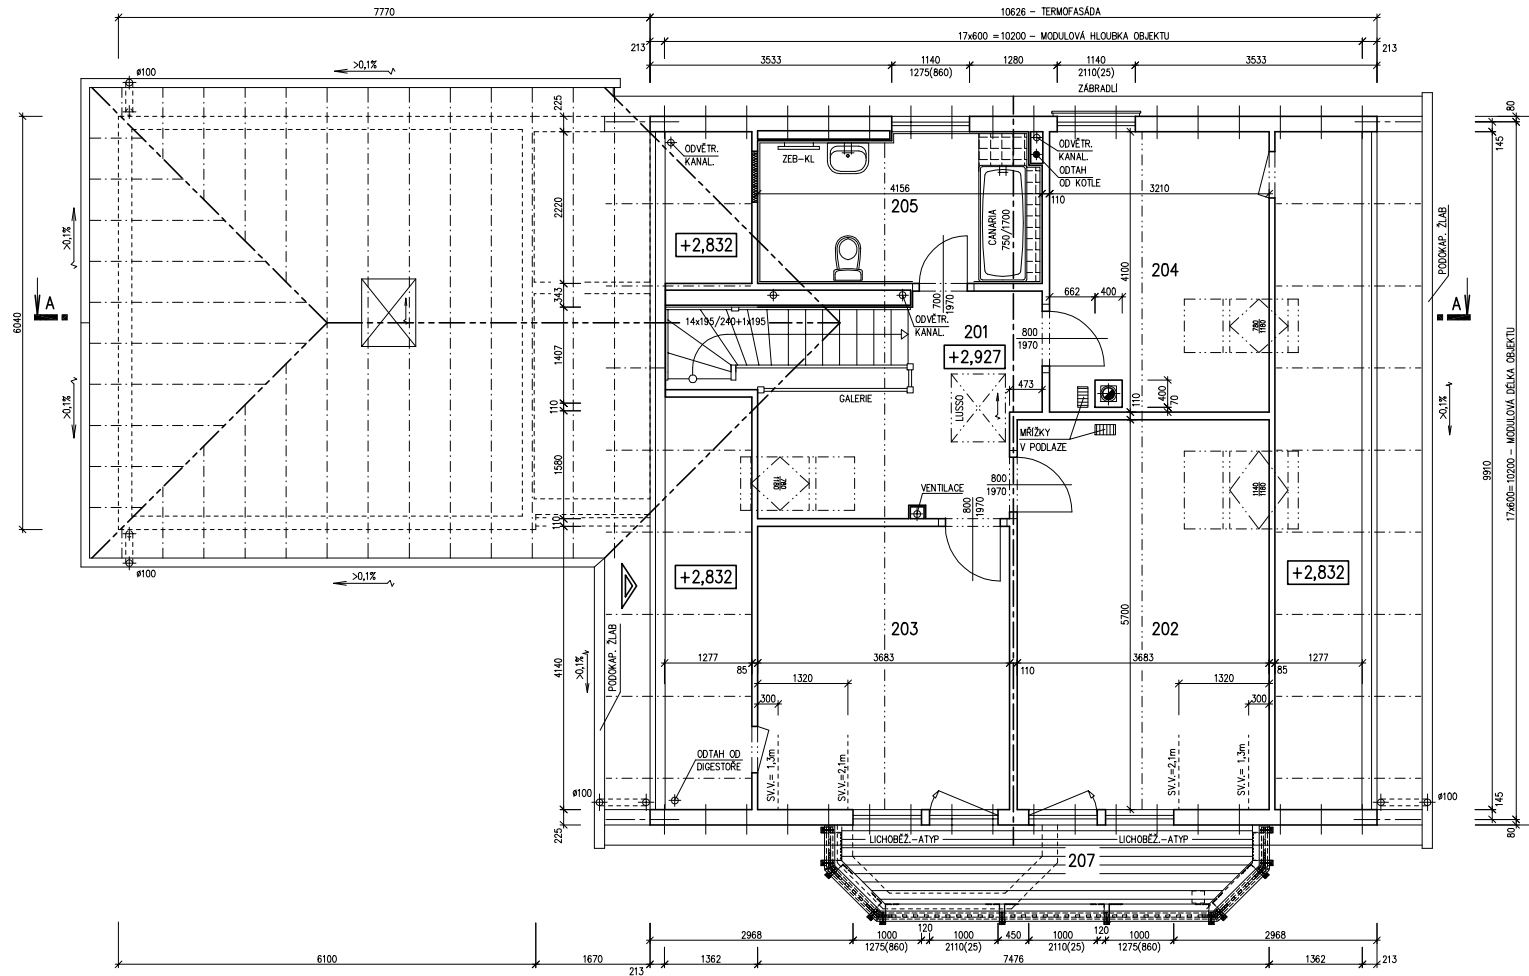 7770
10626 - TERMOFASÁDA
17x600 =10200 - MODULOVÁ HLOUBKA OBJEKTU
213
213
3533
1140
1280
1140
3533
1275(860)
2110(25)
ZÁBRADLÍ
ø100
>0,1%
225
80
145
ODVĚTR.
KANÁL.
ZEB-KL
ODVĚTR.
KANÁL.
ODTAH
OD KOTLE
4156
205
110
3210
CANARIA
750/1700
2220
>0,1%
>0,1%
+2,832
4100
204
PODOKAP. ŽLAB
A
A
6040
343
662
400
700
1970
14x195/240+1x195
ODVĚTR.
KANÁL.
201
+2,927
800
1970
780
1180
1407
473
GALERIE
LUSSO
110
400
70
110
MŘÍŽKY
V PODLAZE
>0,1%
>0,1%
1580
780
1180
VENTILACE
800
1970
800
1970
1140
1180
9910
17x600=10200 - MODULOVÁ DÉLKA OBJEKTU
110
ø100
>0,1%
+2,832
+2,832
5700
203
202
PODOKAP. ŽLAB
>0,1%
4140
1277
85
3683
110
3683
85
1277
1320
300
1320
300
ODTAH OD
DIGESTOŘE
SV.V.= 1,3m
SV.V.=2,1m
SV.V.=2,1m
SV.V.= 1,3m
ø100
ø100
225
145
80
LICHOBĚŽ.-ATYP
LICHOBĚŽ.-ATYP
207
2968
1000
120
1000
450
1000
120
1000
2968
1275(860)
2110(25)
2110(25)
1275(860)
6100
1670
213
1362
7476
1362
213